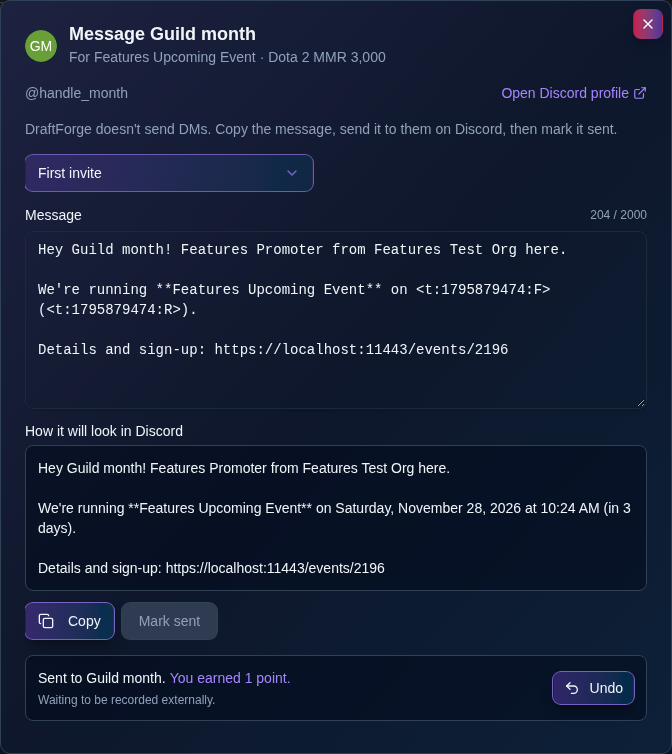 GM
Message Guild month
For Features Upcoming Event · Dota 2 MMR 3,000
@handle_month
Open Discord profile
DraftForge doesn't send DMs. Copy the message, send it to them on Discord, then mark it sent.
First invite
Message
204 / 2000
Hey Guild month! Features Promoter from Features Test Org here.
We're running **Features Upcoming Event** on <t:1795879474:F>
(<t:1795879474:R>).
Details and sign-up: https://localhost:11443/events/2196
How it will look in Discord
Hey Guild month! Features Promoter from Features Test Org here.
We're running **Features Upcoming Event** on Saturday, November 28, 2026 at 10:24 AM (in 3
days).
Details and sign-up: https://localhost:11443/events/2196
Copy
Mark sent
Sent to Guild month. You earned 1 point.
Waiting to be recorded externally.
Undo